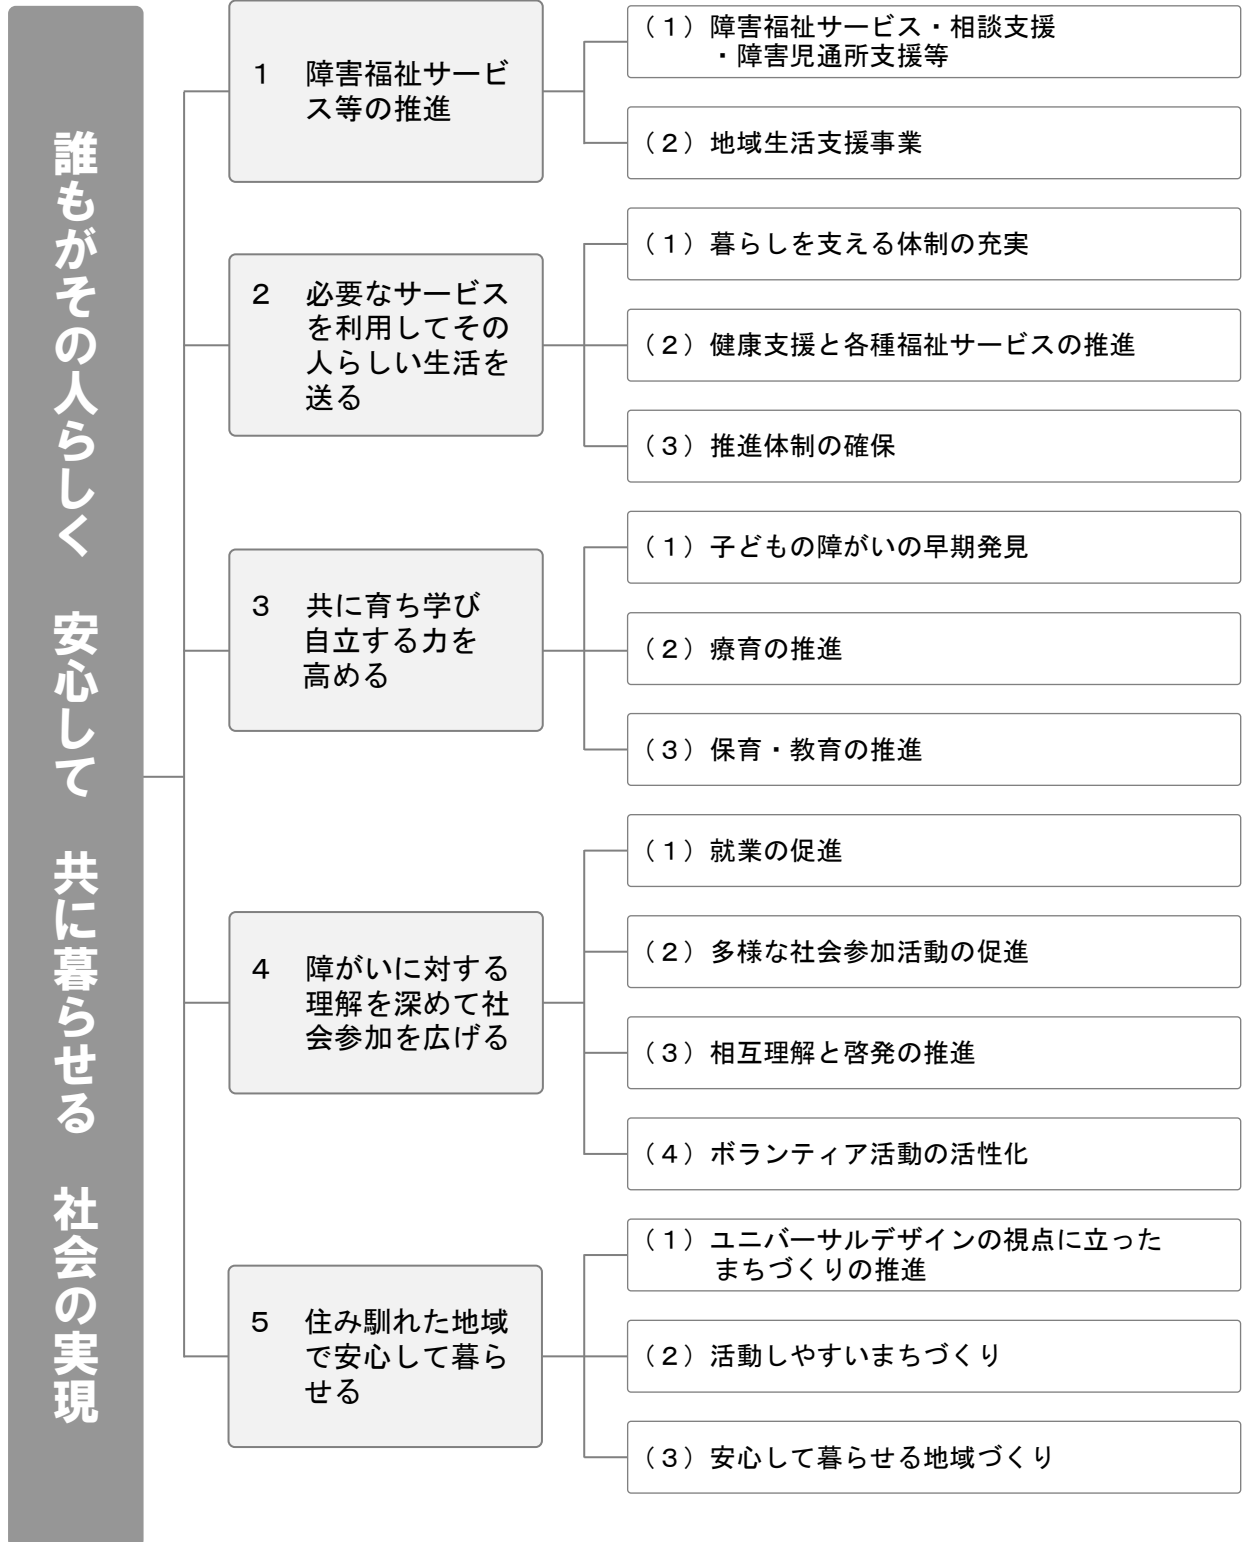 誰もがその人らしく　安心して　共に暮らせる　社会の実現
１　障害福祉サービ
ス等の推進
（１）障害福祉サービス・相談支援
・障害児通所支援等
（２）地域生活支援事業
２　必要なサービス
を利用してその
人らしい生活を
送る
（１）暮らしを支える体制の充実
（２）健康支援と各種福祉サービスの推進
（３）推進体制の確保
３　共に育ち学び
自立する力を
高める
（１）子どもの障がいの早期発見
（２）療育の推進
（３）保育・教育の推進
４　障がいに対する
理解を深めて社
会参加を広げる
（１）就業の促進
（２）多様な社会参加活動の促進
（３）相互理解と啓発の推進
（４）ボランティア活動の活性化
５　住み馴れた地域
で安心して暮ら
せる
（１）ユニバーサルデザインの視点に立った
まちづくりの推進
（２）活動しやすいまちづくり
（３）安心して暮らせる地域づくり